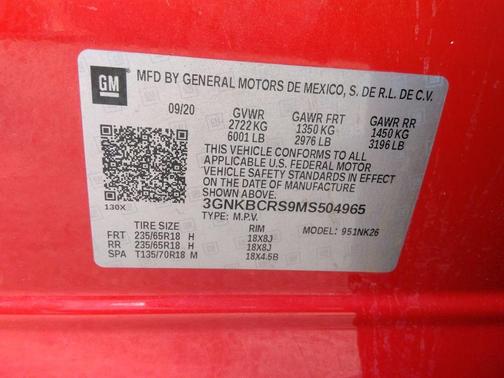 GM
MFD BY GENERAL MOTORS DE MEXICO, S. DE R.L. DE C.V.
09/20 GVWR GAWR FRT GAWR RR
2722 KG 1350 KG 1450 KG
6001 LB 2976 LB 3196 LB
THIS VEHICLE CONFORMS TO ALL
APPLICABLE U.S. FEDERAL MOTOR
VEHICLE SAFETY STANDARDS IN EFFECT
ON THE DATE OF MANUFACTURE
SHOWN ABOVE.
3GNKBCRS9MS504965
130X TYPE: M.P.V. MODEL: 951NK26
TIRE SIZE RIM
FRT 235/65R18 H 18X8J
RR 235/65R18 H 18X8J
SPA T135/70R18 M 18X4.5B